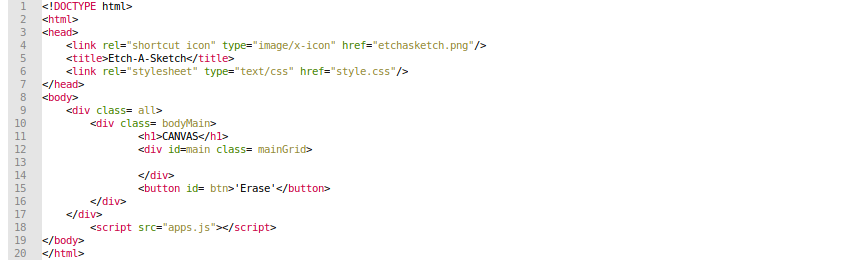 1 <!DOCTYPE html>
2 <html>
3 <head>
4     <link rel="shortcut icon" type="image/x-icon" href="etchasketch.png"/>
5     <title>Etch-A-Sketch</title>
6     <link rel="stylesheet" type="text/css" href="style.css"/>
7 </head>
8 <body>
9     <div class= all>
10         <div class= bodyMain>
11                 <h1>CANVAS</h1>
12                 <div id=main class= mainGrid>
13
14                 </div>
15                 <button id= btn>'Erase'</button>
16         </div>
17     </div>
18         <script src="apps.js"></script>
19 </body>
20 </html>